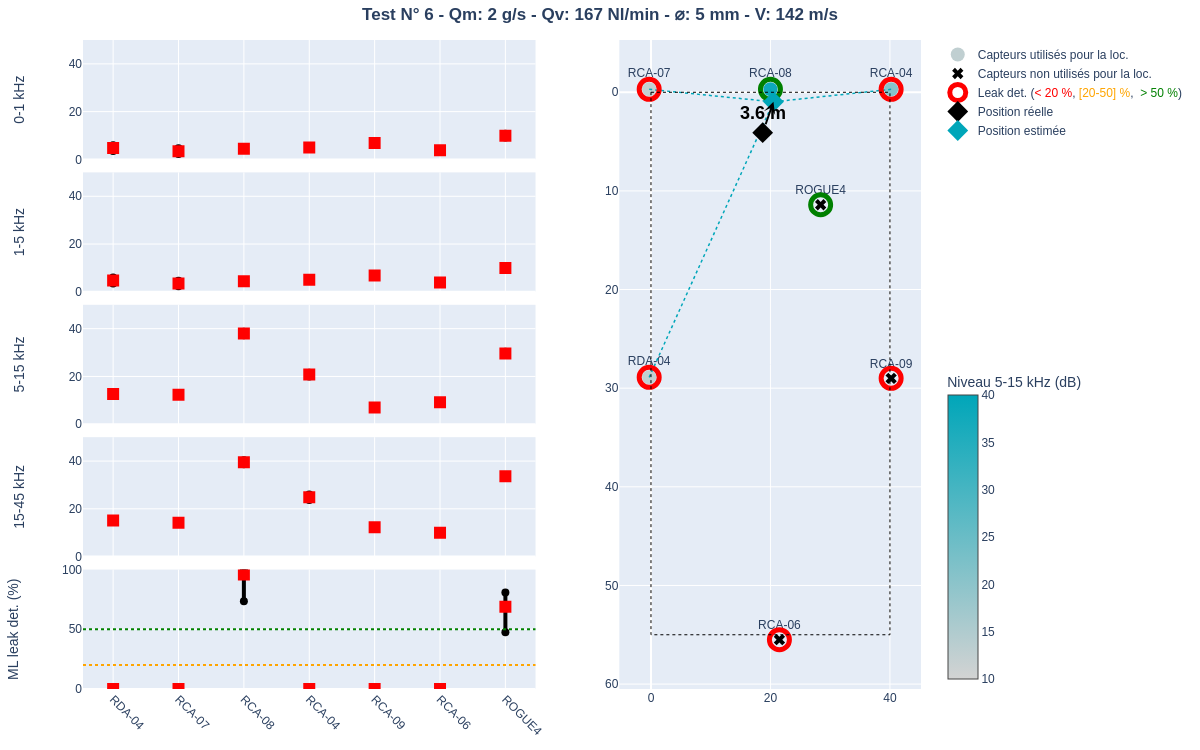 Test N° 6 - Qm: 2 g/s - Qv: 167 Nl/min - ⌀: 5 mm - V: 142 m/s
0-1 kHz
40
20
0
1-5 kHz
40
20
0
5-15 kHz
40
20
0
15-45 kHz
40
20
0
ML leak det. (%)
100
50
0
RDA-04
RCA-07
RCA-08
RCA-04
RCA-09
RCA-06
ROGUE4
RCA-07
RCA-08
RCA-04
3.6 m
ROGUE4
RDA-04
RCA-09
RCA-06
0
10
20
30
40
50
60
0
20
40
Capteurs utilisés pour la loc.
Capteurs non utilisés pour la loc.
Leak det. (< 20 %, [20-50] %, > 50 %)
Position réelle
Position estimée
Niveau 5-15 kHz (dB)
40
35
30
25
20
15
10